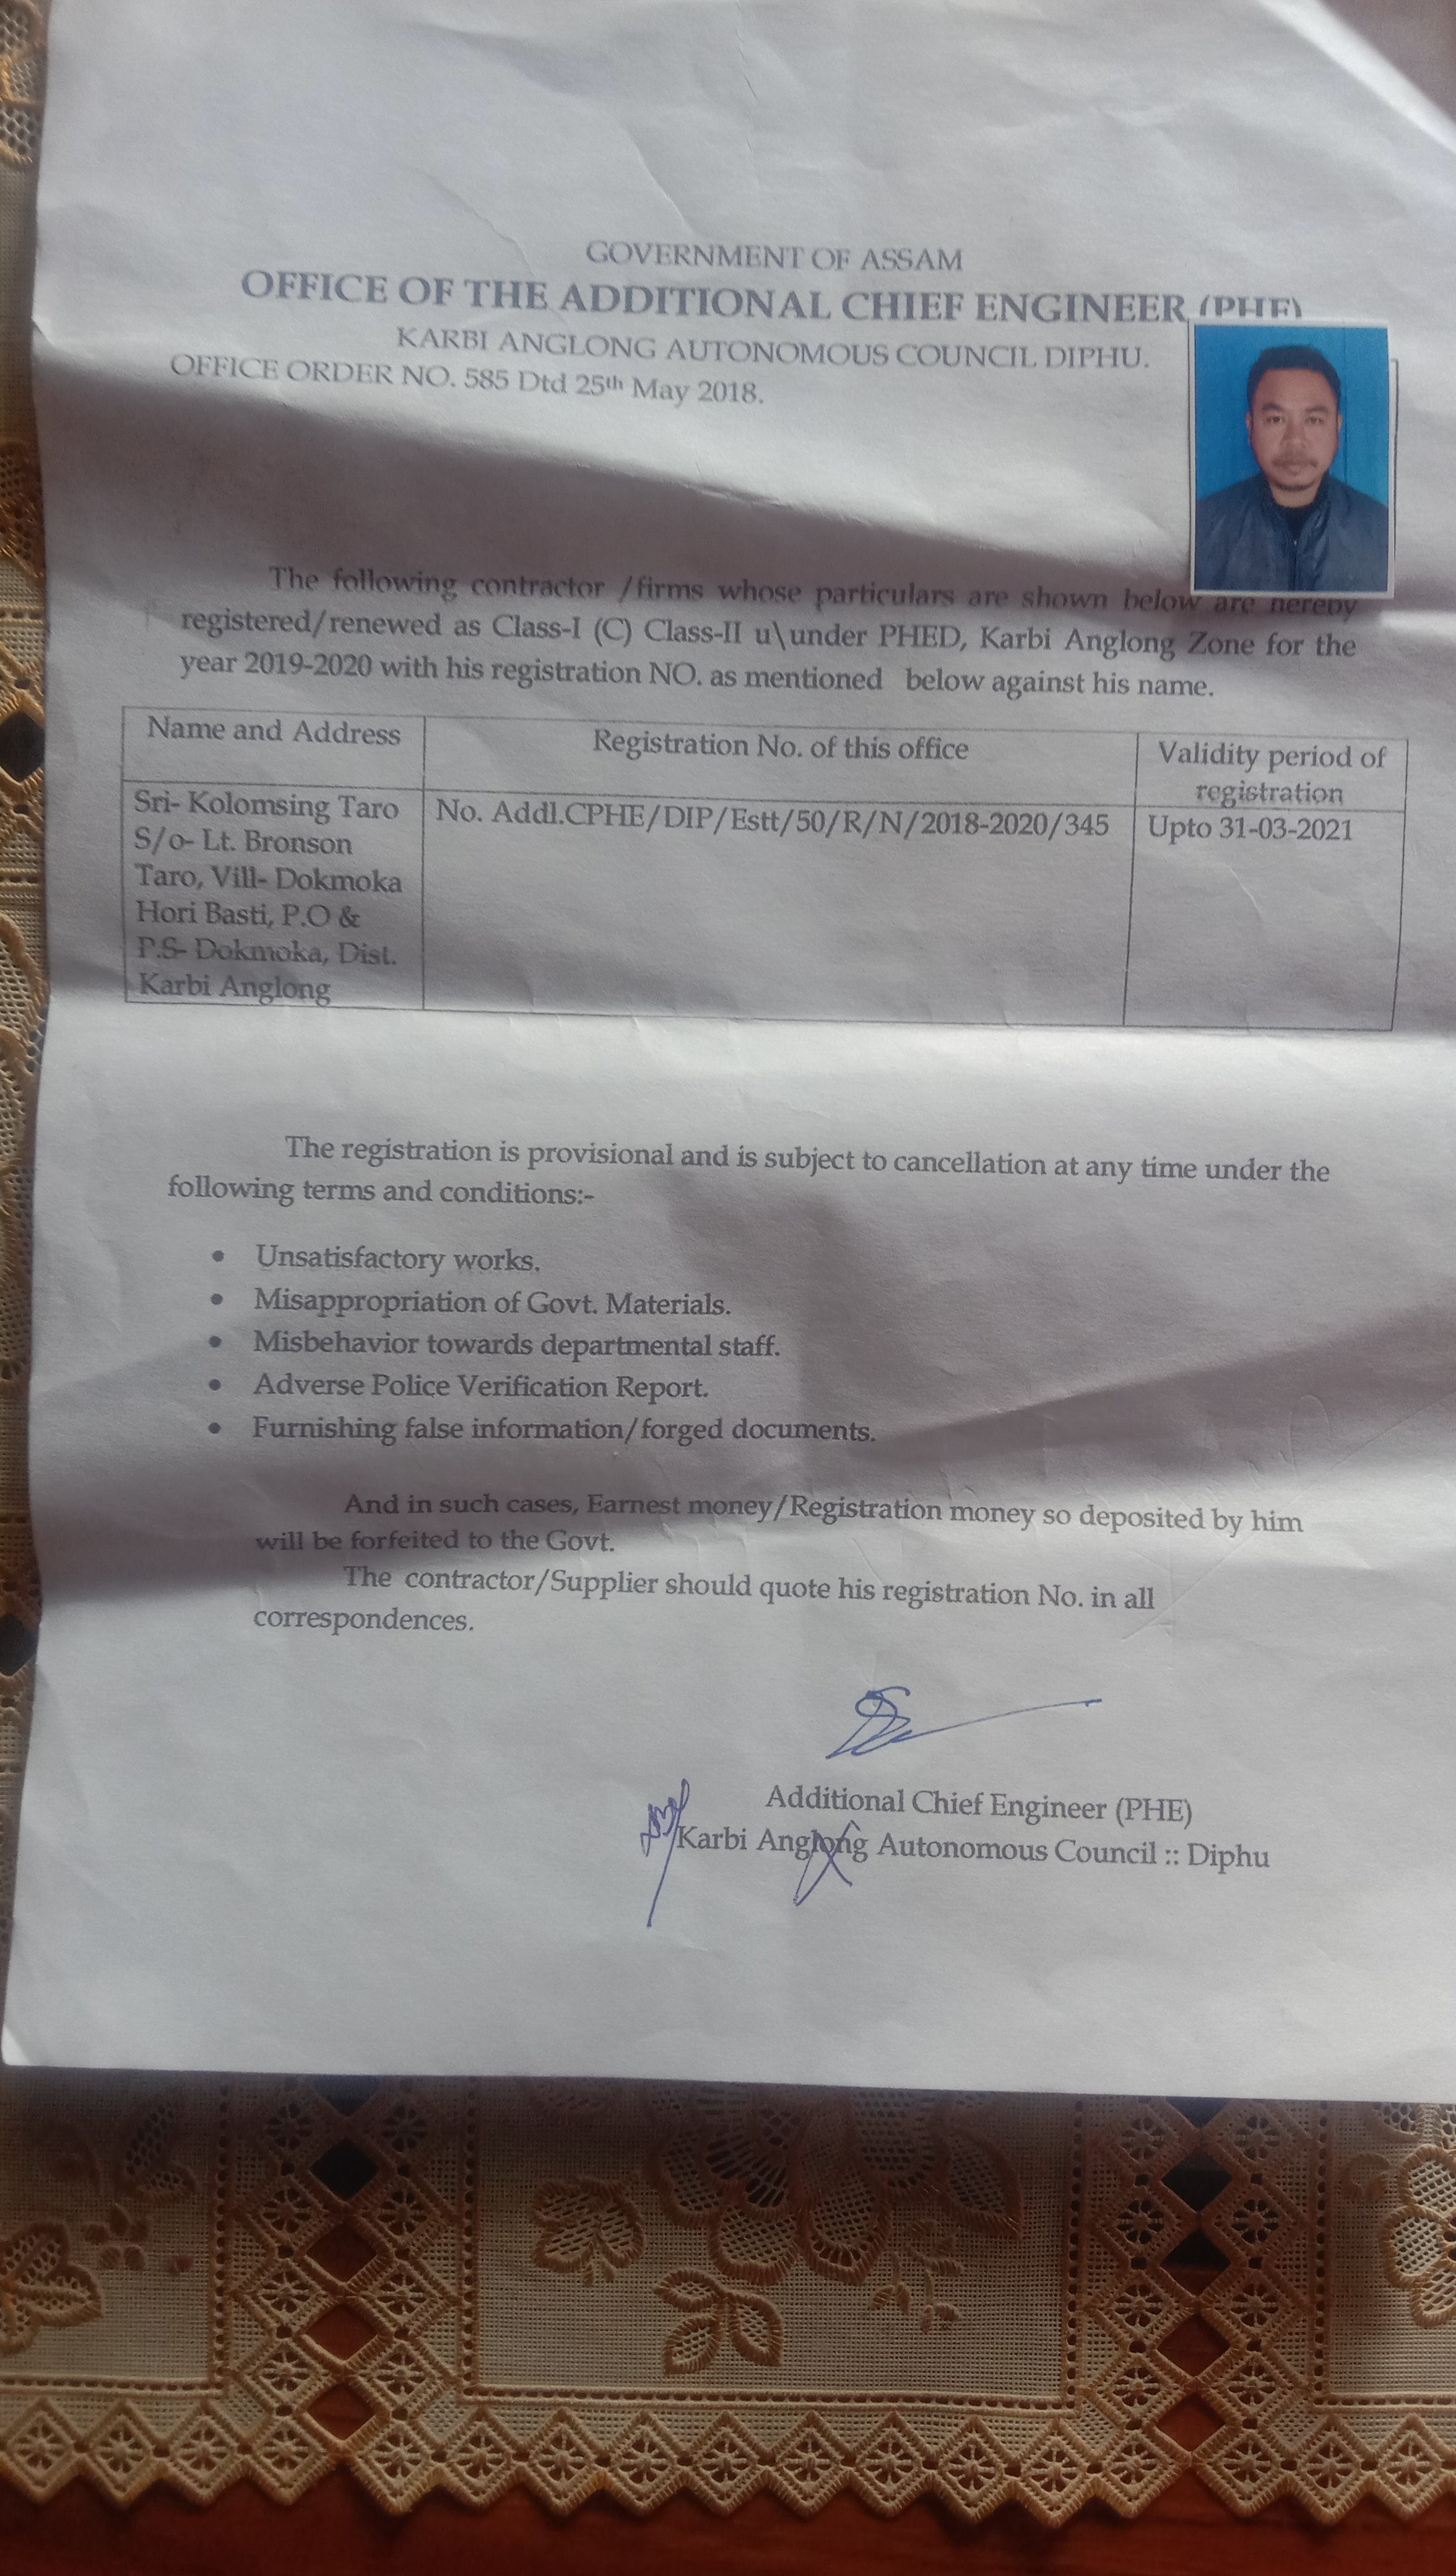 GOVERNMENT OF ASSAM
OFFICE OF THE ADDITIONAL CHIEF ENGINEER (PHE)
KARBI ANGLONG AUTONOMOUS COUNCIL DIPHU.
OFFICE ORDER NO. 585 Dtd 25th May 2018.
The following contractor /firms whose particulars are shown below are hereby
registered/renewed as Class-I (C) Class-II u\under PHED, Karbi Anglong Zone for the
year 2019-2020 with his registration NO. as mentioned below against his name.
Name and Address
Registration No. of this office
Validity period of
registration
Sri- Kolomsing Taro
S/o- Lt. Bronson
Taro, Vill- Dokmoka
Hori Basti, P.O &
P.S- Dokmoka, Dist.
Karbi Anglong
No. Addl.CPHE/DIP/Estt/50/R/N/2018-2020/345
Upto 31-03-2021
The registration is provisional and is subject to cancellation at any time under the
following terms and conditions:-
• Unsatisfactory works.
• Misappropriation of Govt. Materials.
• Misbehavior towards departmental staff.
• Adverse Police Verification Report.
• Furnishing false information/forged documents.
And in such cases, Earnest money/Registration money so deposited by him
will be forfeited to the Govt.
The contractor/Supplier should quote his registration No. in all
correspondences.
Additional Chief Engineer (PHE)
Karbi Anglong Autonomous Council :: Diphu